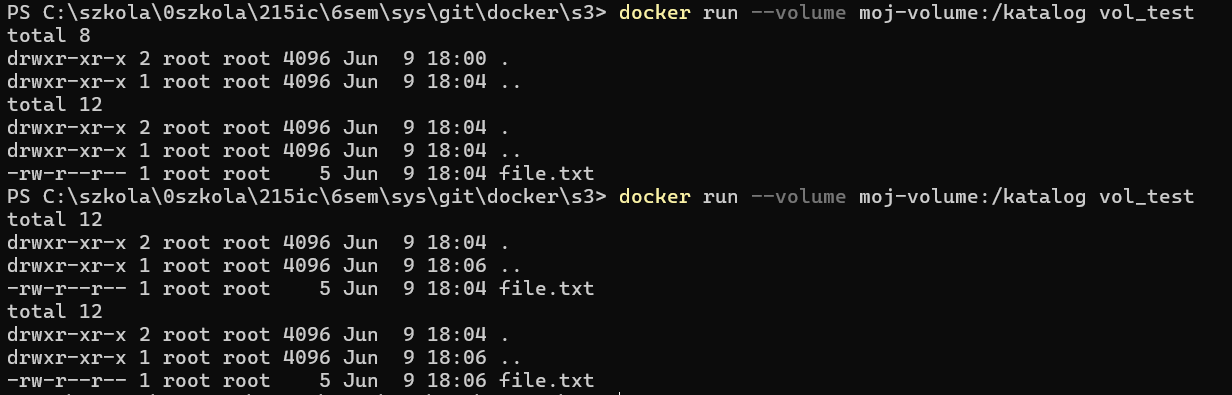 PS C:\szkola\0szkola\215ic\6sem\sys\git\docker\s3> docker run --volume moj-volume:/katalog vol_test
total 8
drwxr-xr-x 2 root root 4096 Jun  9 18:00 .
drwxr-xr-x 1 root root 4096 Jun  9 18:04 ..
total 12
drwxr-xr-x 2 root root 4096 Jun  9 18:04 .
drwxr-xr-x 1 root root 4096 Jun  9 18:04 ..
-rw-r--r-- 1 root root    5 Jun  9 18:04 file.txt
PS C:\szkola\0szkola\215ic\6sem\sys\git\docker\s3> docker run --volume moj-volume:/katalog vol_test
total 12
drwxr-xr-x 2 root root 4096 Jun  9 18:04 .
drwxr-xr-x 1 root root 4096 Jun  9 18:06 ..
-rw-r--r-- 1 root root    5 Jun  9 18:04 file.txt
total 12
drwxr-xr-x 2 root root 4096 Jun  9 18:04 .
drwxr-xr-x 1 root root 4096 Jun  9 18:06 ..
-rw-r--r-- 1 root root    5 Jun  9 18:06 file.txt